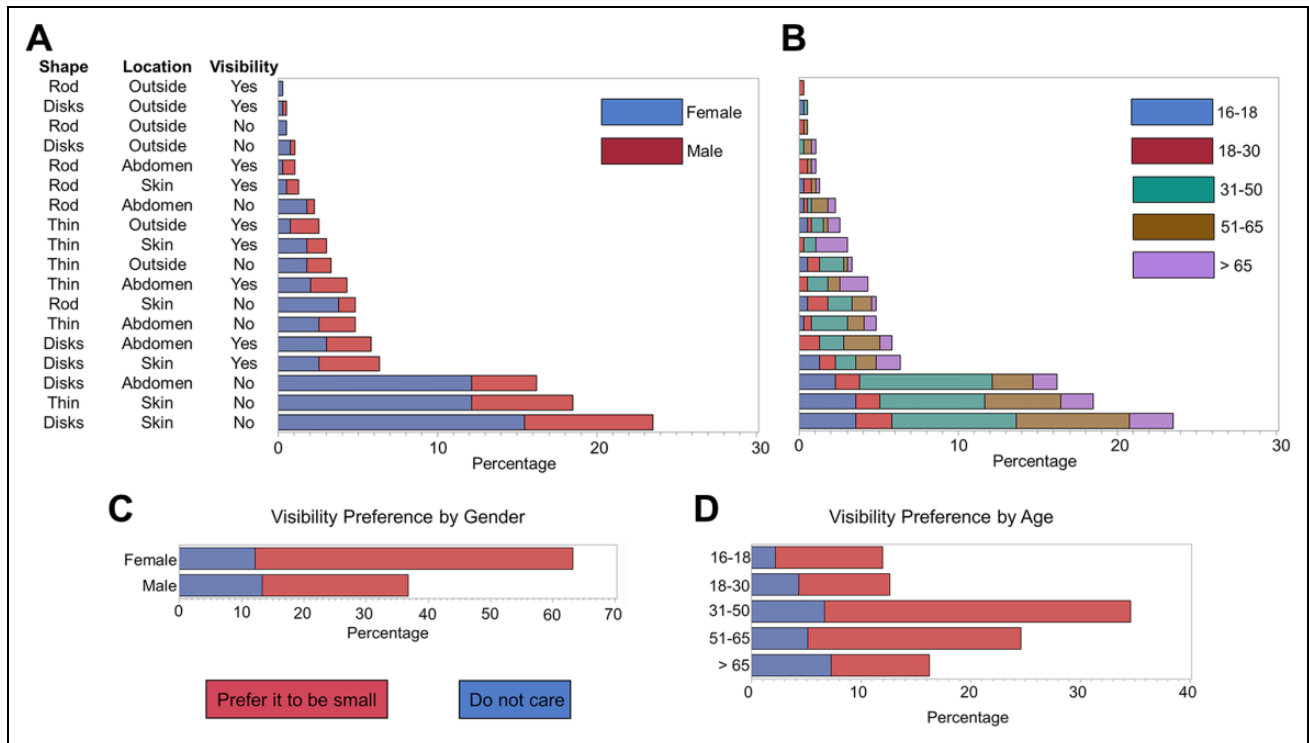 A
B
Shape Location Visibility
Rod Outside Yes
Disks Outside Yes
Rod Outside No
Disks Outside No
Rod Abdomen Yes
Rod Skin Yes
Rod Abdomen No
Thin Outside Yes
Thin Skin Yes
Thin Outside No
Thin Abdomen Yes
Rod Skin No
Thin Abdomen No
Disks Abdomen Yes
Disks Skin Yes
Disks Abdomen No
Thin Skin No
Disks Skin No
Female
Male
0 10 20 30
Percentage
16-18
18-30
31-50
51-65
> 65
0 10 20 30
Percentage
C
Visibility Preference by Gender
Female
Male
0 10 20 30 40 50 60 70
Percentage
Prefer it to be small
Do not care
D
Visibility Preference by Age
16-18
18-30
31-50
51-65
> 65
0 10 20 30 40
Percentage